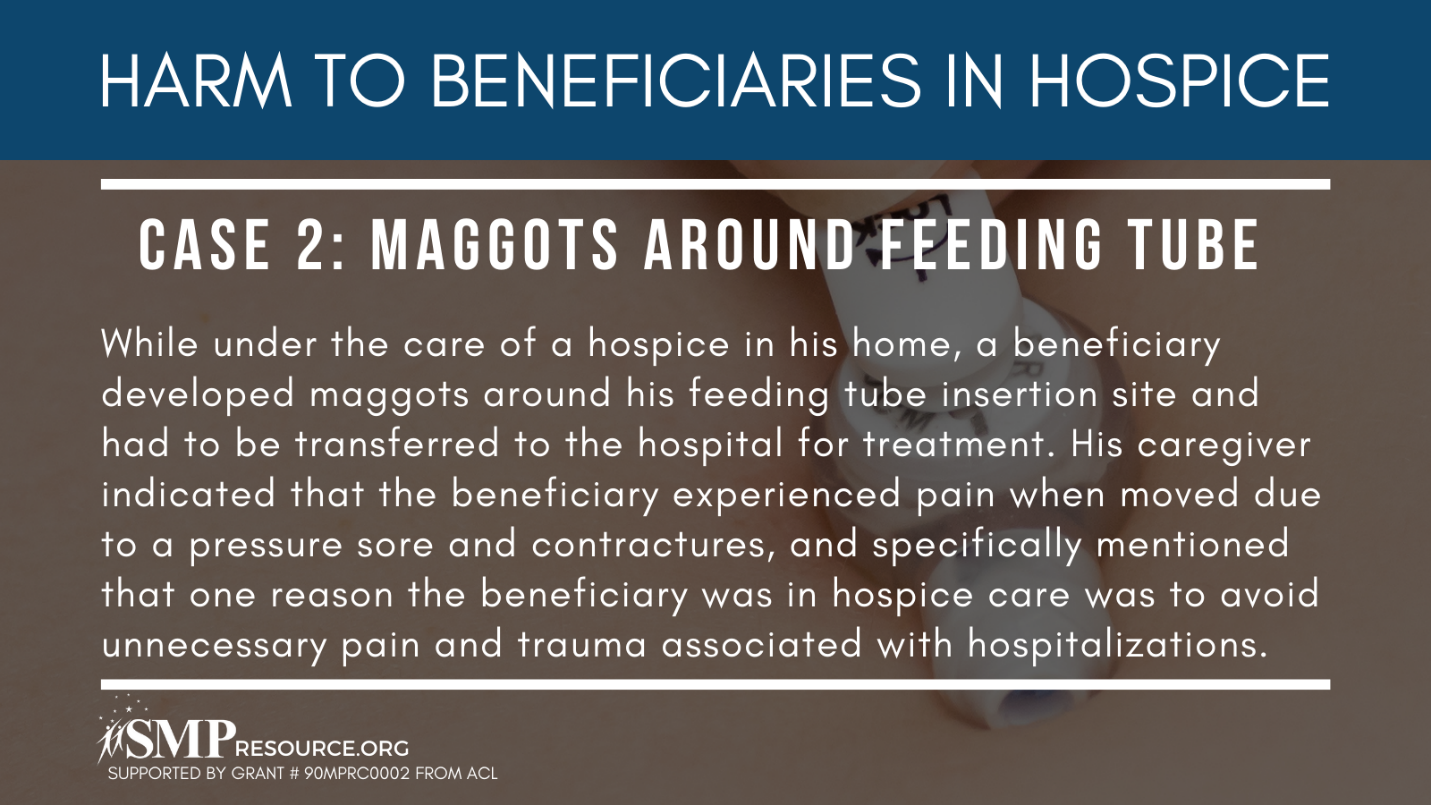 HARM TO BENEFICIARIES IN HOSPICE
CASE 2: MAGGOTS AROUND FEEDING TUBE
While under the care of a hospice in his home, a beneficiary
developed maggots around his feeding tube insertion site and
had to be transferred to the hospital for treatment. His caregiver
indicated that the beneficiary experienced pain when moved due
to a pressure sore and contractures, and specifically mentioned
that one reason the beneficiary was in hospice care was to avoid
unnecessary pain and trauma associated with hospitalizations.
SMPRESOURCE.ORG
SUPPORTED BY GRANT # 90MPRC0002 FROM ACL